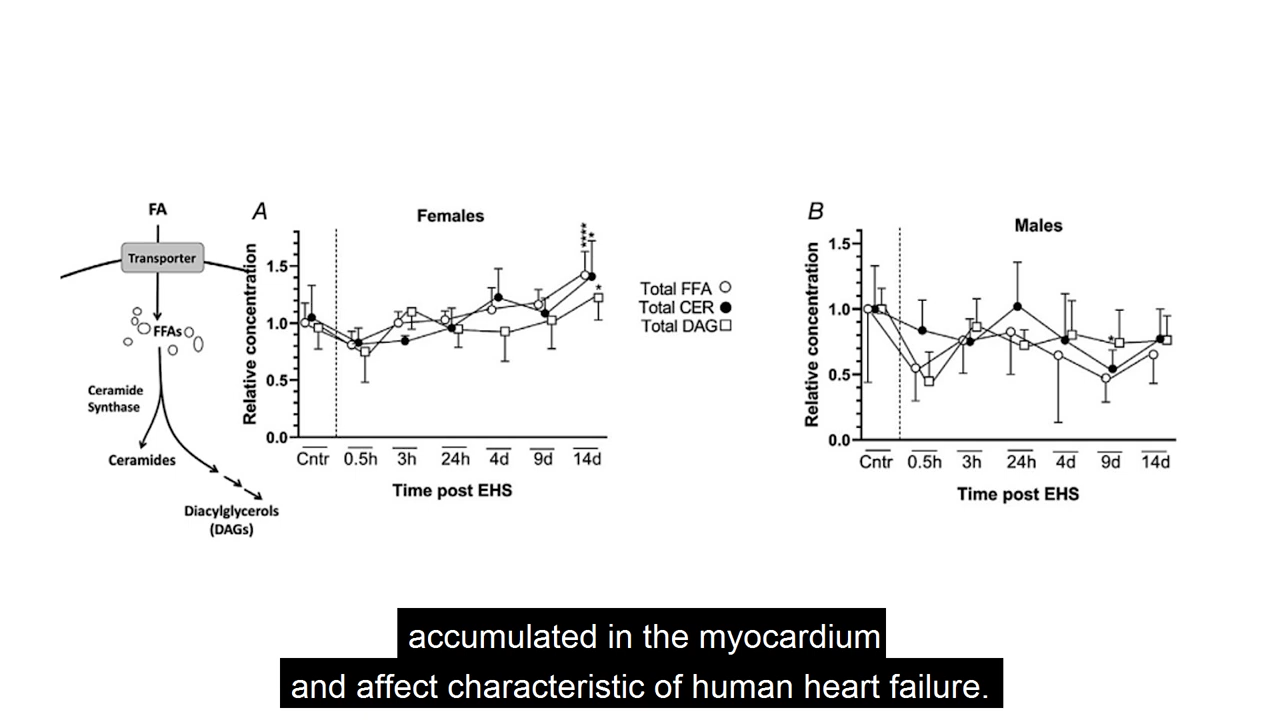 FA
Transporter
FFAs
Ceramide
Synthase
Ceramides
Diacylglycerols
(DAGs)
A
Females
Relative concentration
1.5
1.0
0.5
0.0
****
*
*
Cntr 0.5h 3h 24h 4d 9d 14d
Time post EHS
Total FFA
Total CER
Total DAG
B
Males
Relative concentration
1.5
1.0
0.5
0.0
*
Cntr 0.5h 3h 24h 4d 9d 14d
Time post EHS
accumulated in the myocardium
and affect characteristic of human heart failure.